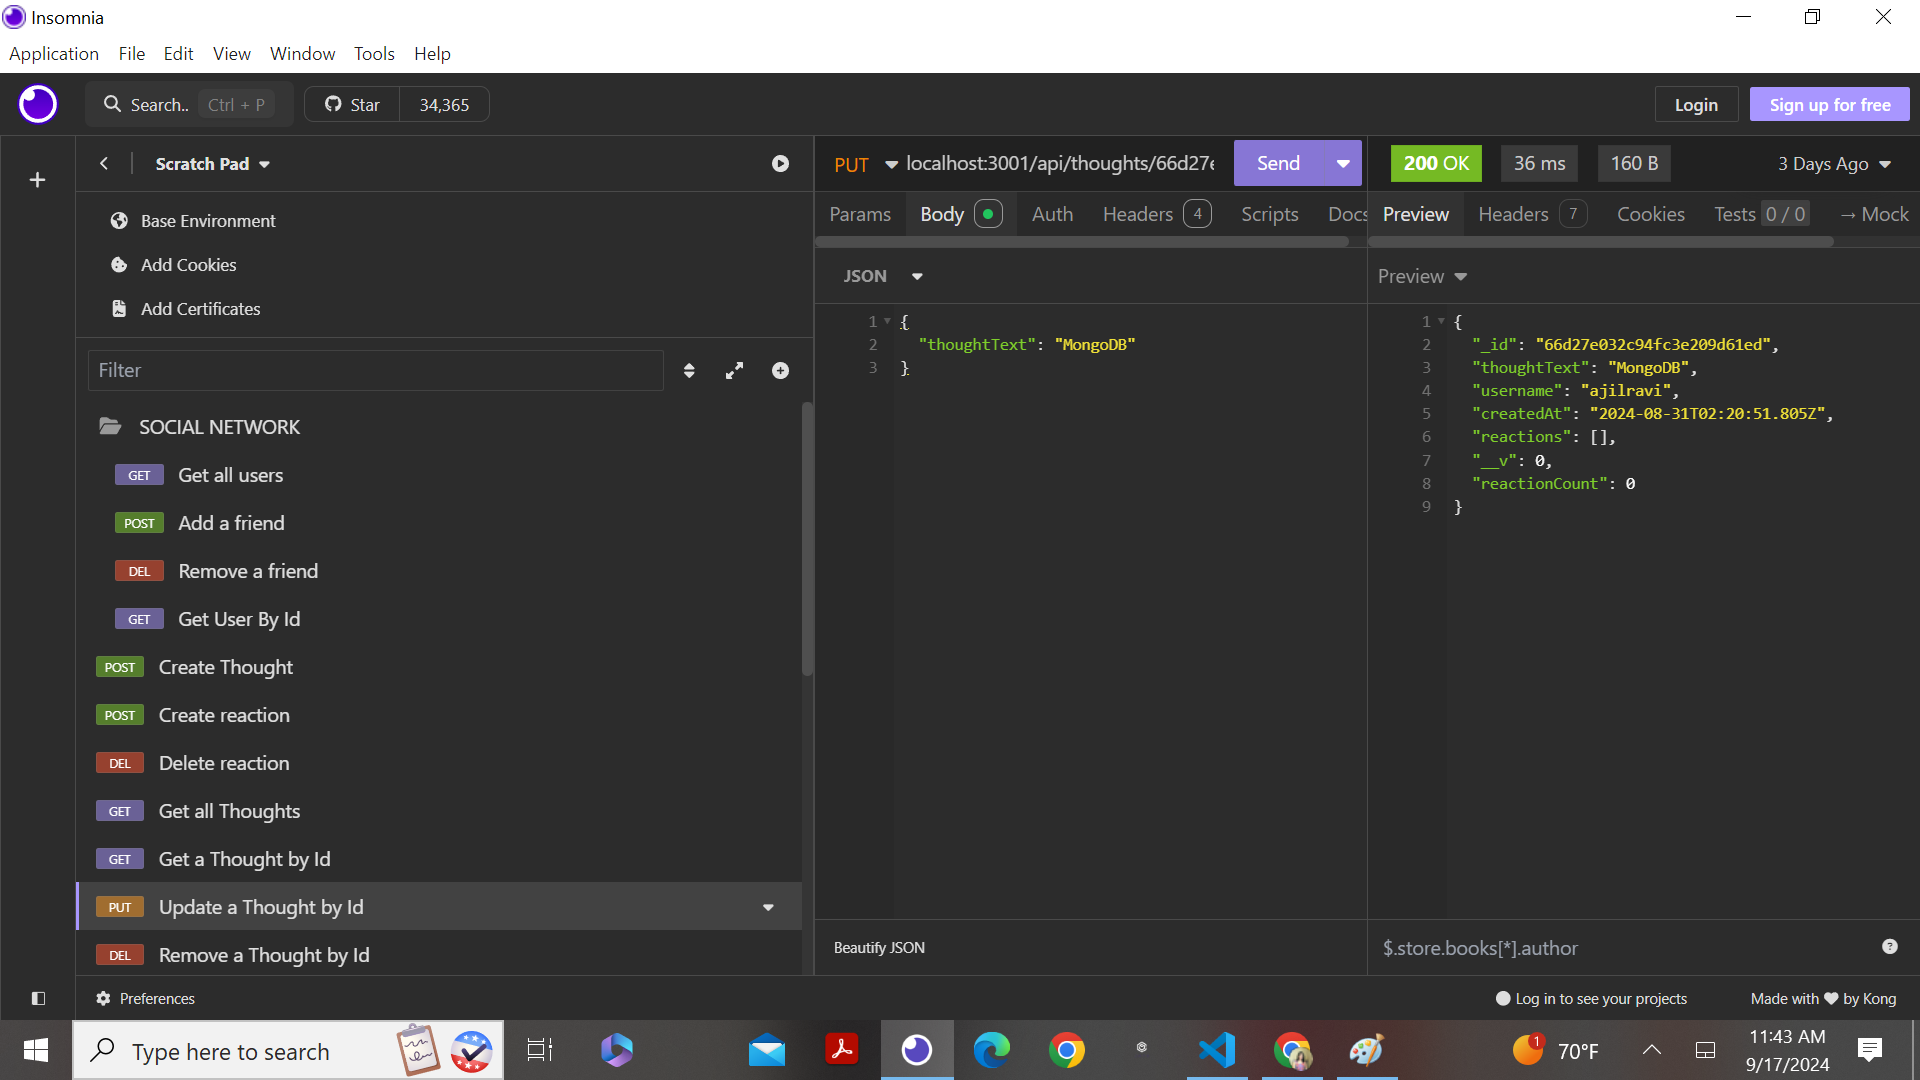 Insomnia
Application File Edit View Window Tools Help
Search.. Ctrl + P Star 34,365 Login Sign up for free
Scratch Pad
Base Environment
Add Cookies
Add Certificates
Filter
SOCIAL NETWORK
GET Get all users
POST Add a friend
DEL Remove a friend
GET Get User By Id
POST Create Thought
POST Create reaction
DEL Delete reaction
GET Get all Thoughts
GET Get a Thought by Id
PUT Update a Thought by Id
DEL Remove a Thought by Id
PUT localhost:3001/api/thoughts/66d27e Send
Params Body Auth Headers 4 Scripts Docs
JSON
1 {
2 "thoughtText": "MongoDB"
3 }
Beautify JSON
200 OK 36 ms 160 B 3 Days Ago
Preview Headers 7 Cookies Tests 0 / 0 → Mock
Preview
1 {
2 "_id": "66d27e032c94fc3e209d61ed",
3 "thoughtText": "MongoDB",
4 "username": "ajilravi",
5 "createdAt": "2024-08-31T02:20:51.805Z",
6 "reactions": [],
7 "__v": 0,
8 "reactionCount": 0
9 }
$.store.books[*].author
Preferences Log in to see your projects Made with ❤ by Kong
Type here to search 1 70°F 11:43 AM
9/17/2024